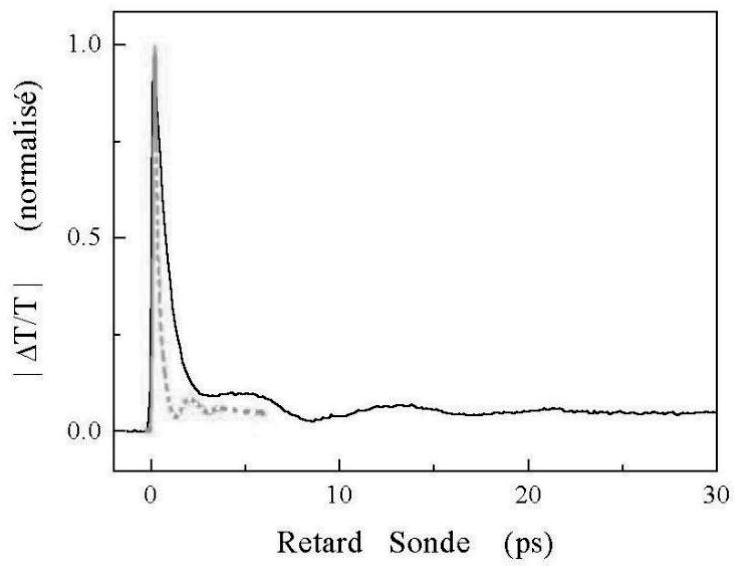 1.0
0.5
0.0
| ΔT/T | (normalisé)
0 10 20 30
Retard Sonde (ps)